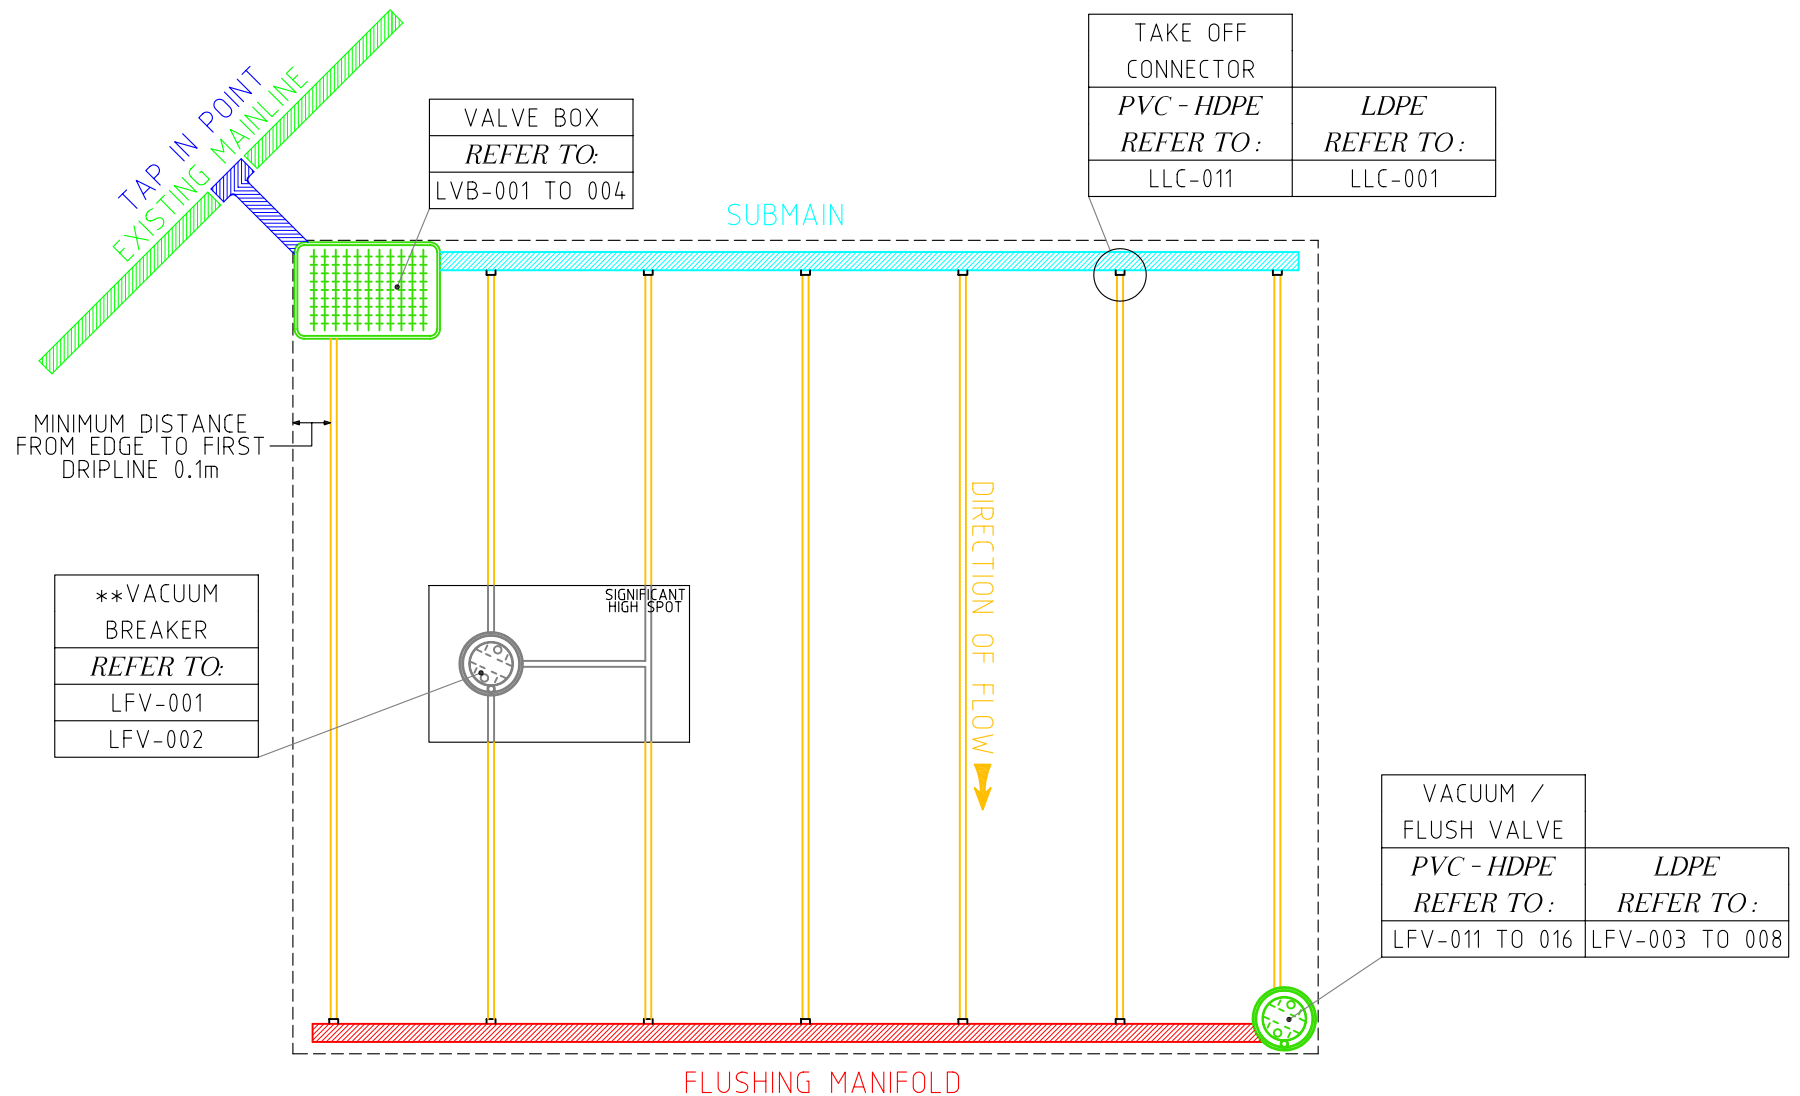 TAP IN POINT
EXISTING MAINLINE
VALVE BOX
REFER TO:
LVB-001 TO 004
TAKE OFF
CONNECTOR
PVC - HDPE
REFER TO :
LLC-011
LDPE
REFER TO :
LLC-001
SUBMAIN
MINIMUM DISTANCE
FROM EDGE TO FIRST
DRIPLINE 0.1m
DIRECTION OF FLOW
SIGNIFICANT
HIGH SPOT
**VACUUM
BREAKER
REFER TO:
LFV-001
LFV-002
VACUUM /
FLUSH VALVE
PVC - HDPE
REFER TO :
LFV-011 TO 016
LDPE
REFER TO :
LFV-003 TO 008
FLUSHING MANIFOLD